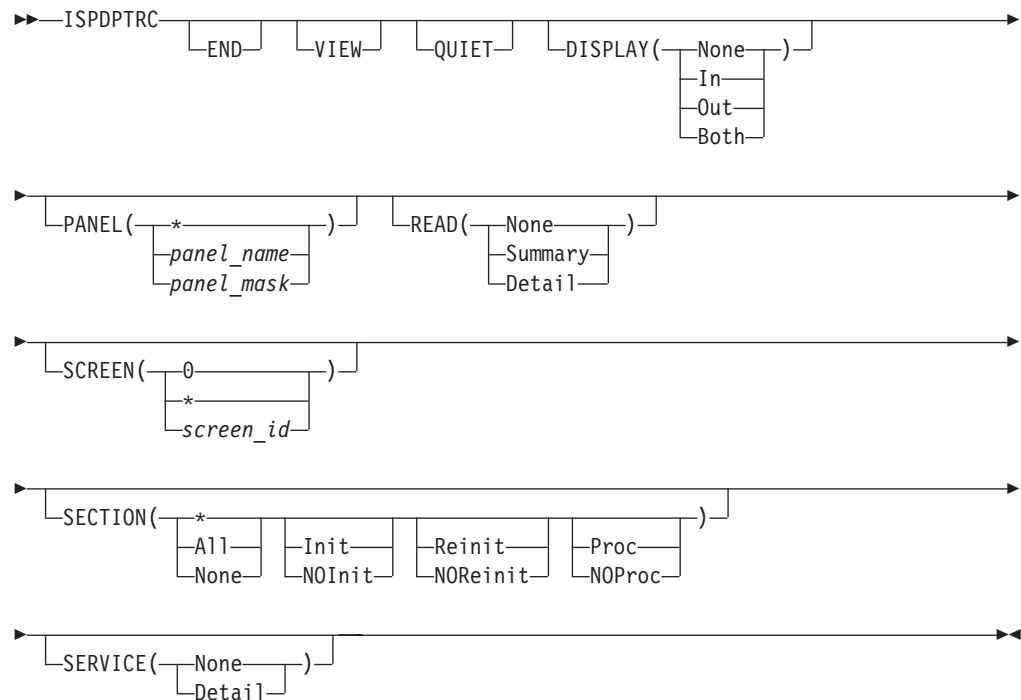 ISPDPTRC END VIEW QUIET DISPLAY( None )
In
Out
Both
PANEL( * ) READ( None )
panel_name Summary
panel_mask Detail
SCREEN( 0 )
*
screen_id
SECTION( * )
All Init Reinit Proc
None NOInit NOReinit NOProc
SERVICE( None )
Detail